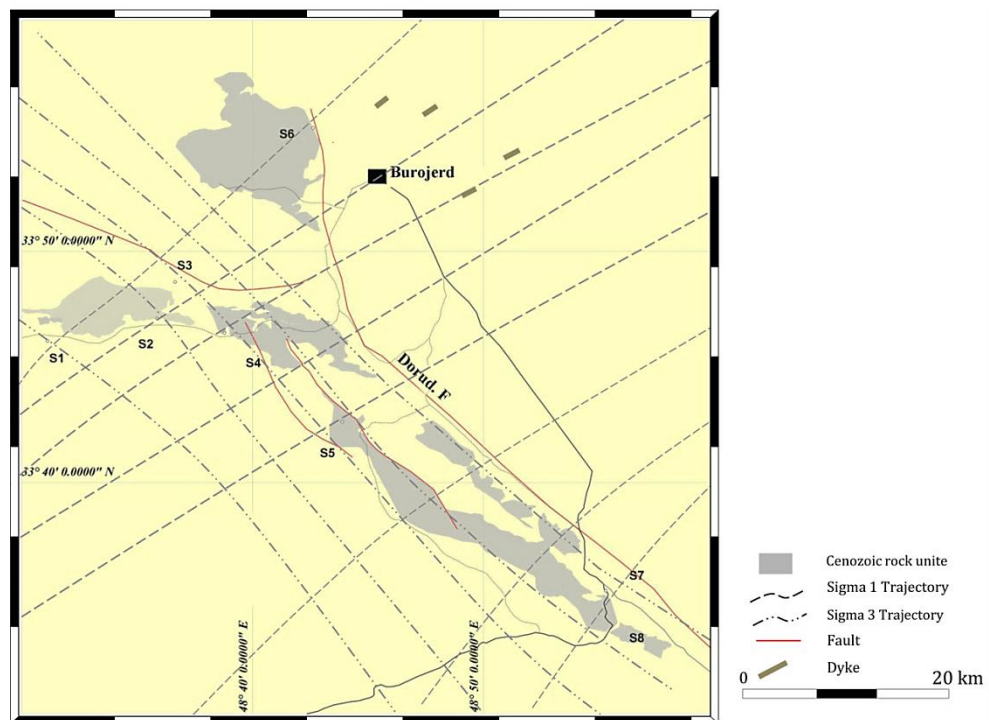 S6
Burojerd
33° 50' 0.0000" N
S3
S1
S2
S4
Dorud. F
S5
33° 40' 0.0000" N
S7
S8
48° 40' 0.0000" E
48° 50' 0.0000" E
Cenozoic rock unite
Sigma 1 Trajectory
Sigma 3 Trajectory
Fault
Dyke
0
20 km